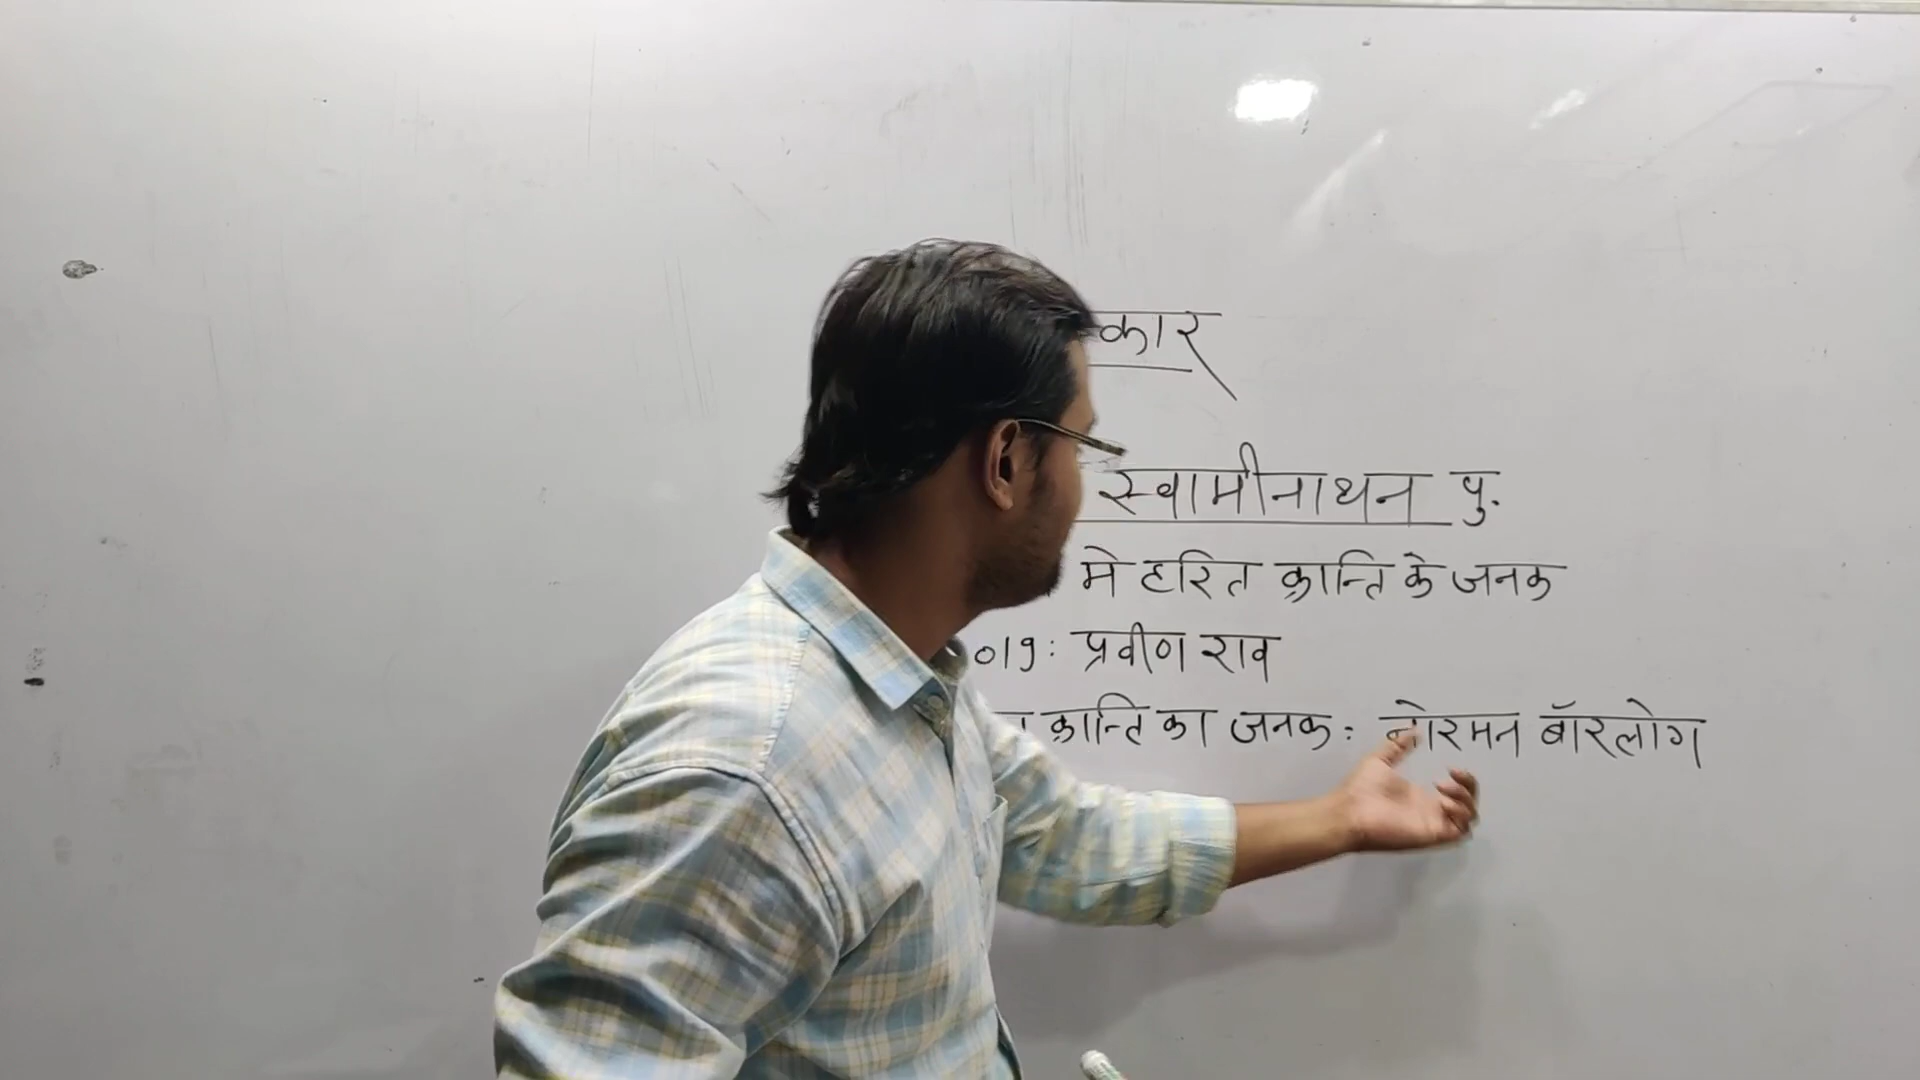 कार
स्वामीनाथन पु.
मे हरित क्रान्ति के जनक
019: प्रवीण राव
क्रान्ति का जनक: नोरमन बॉरलोग